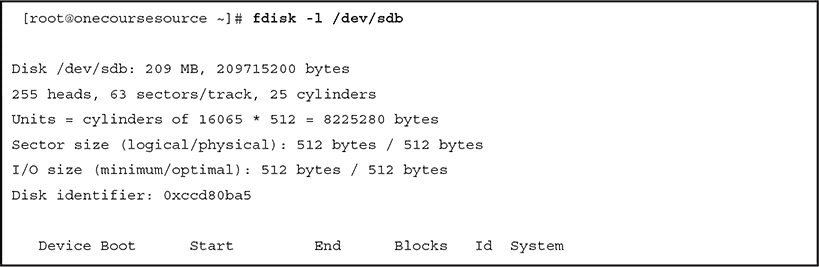 [root@onecoursesource ~]# fdisk -l /dev/sdb
Disk /dev/sdb: 209 MB, 209715200 bytes
255 heads, 63 sectors/track, 25 cylinders
Units = cylinders of 16065 * 512 = 8225280 bytes
Sector size (logical/physical): 512 bytes / 512 bytes
I/O size (minimum/optimal): 512 bytes / 512 bytes
Disk identifier: 0xccd80ba5
Device Boot Start End Blocks Id System